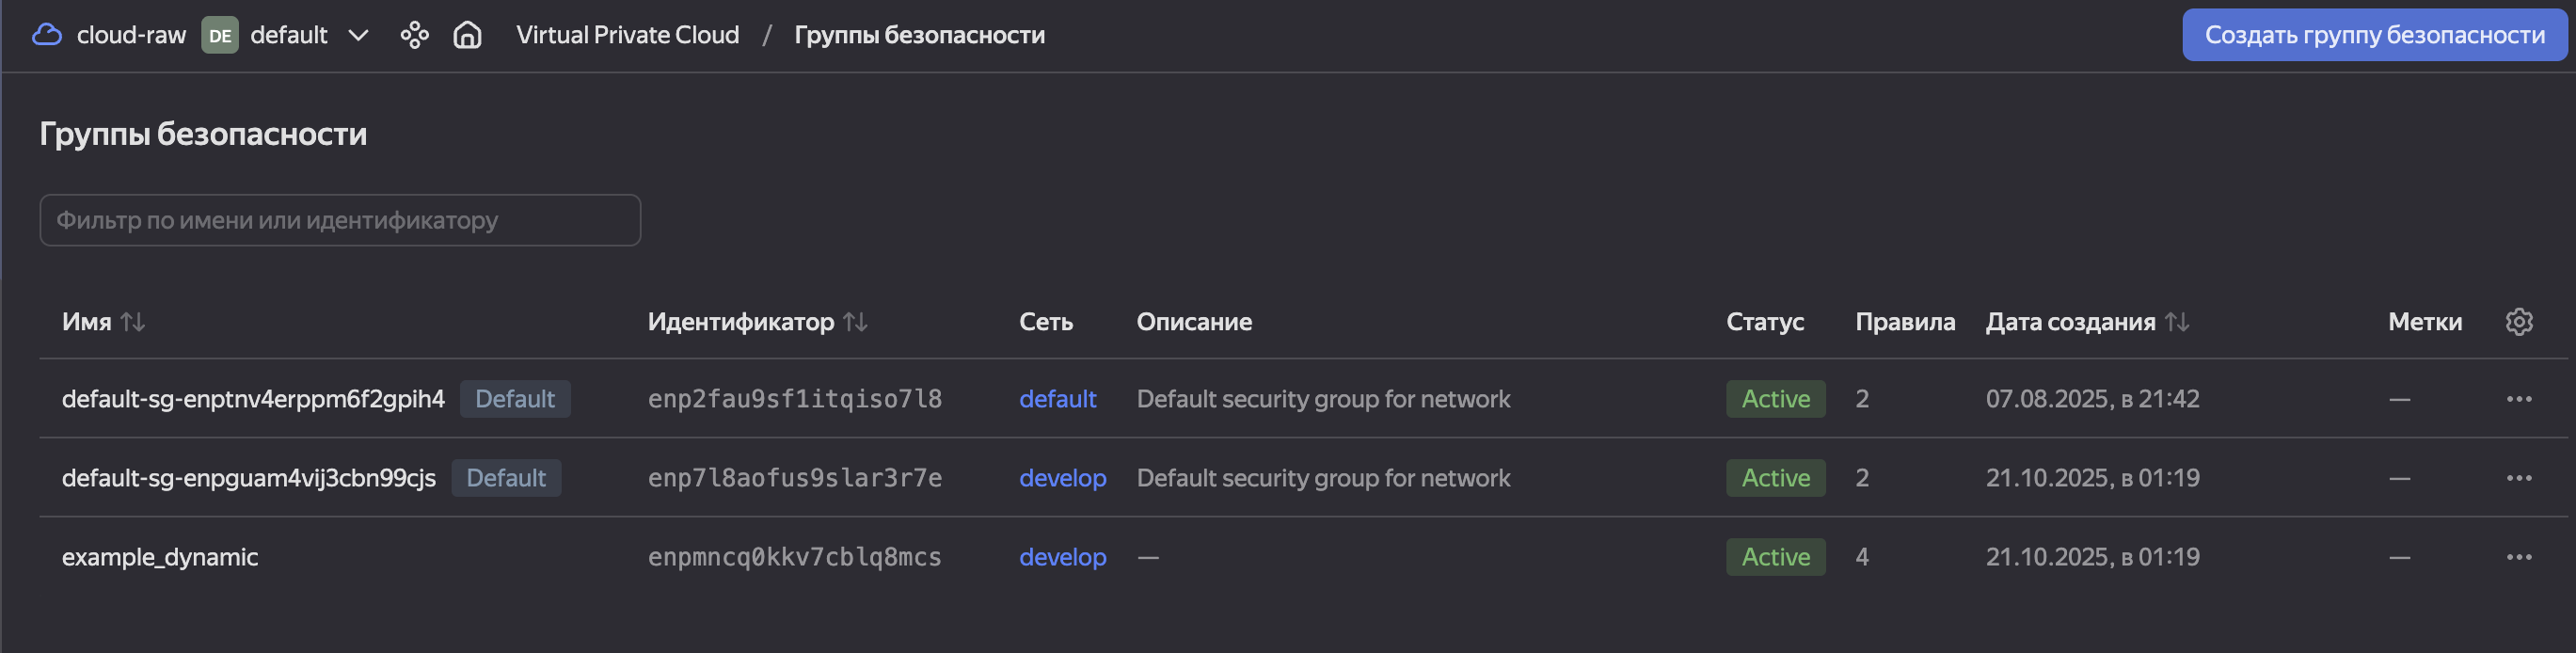 cloud-raw DE default Virtual Private Cloud / Группы безопасности Создать группу безопасности
Группы безопасности
Фильтр по имени или идентификатору
Имя Идентификатор Сеть Описание Статус Правила Дата создания Метки
default-sg-enptnv4erppm6f2gpih4 Default enp2fau9sf1itqiso7l8 default Default security group for network Active 2 07.08.2025, в 21:42 —
default-sg-enpguam4vij3cbn99cjs Default enp7l8aofus9slar3r7e develop Default security group for network Active 2 21.10.2025, в 01:19 —
example_dynamic enpmncq0kkv7cblq8mcs develop — Active 4 21.10.2025, в 01:19 —